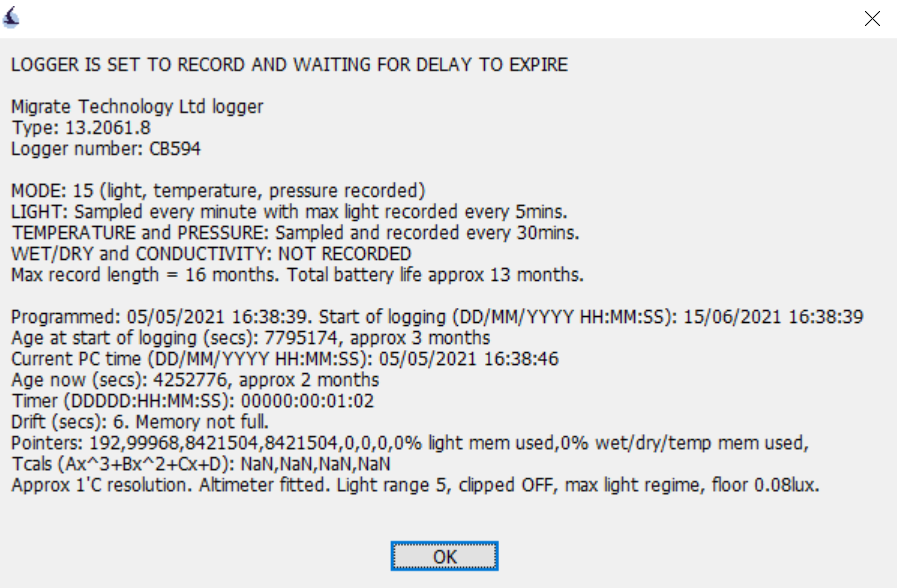 LOGGER IS SET TO RECORD AND WAITING FOR DELAY TO EXPIRE
Migrate Technology Ltd logger
Type: 13.2061.8
Logger number: CB594
MODE: 15 (light, temperature, pressure recorded)
LIGHT: Sampled every minute with max light recorded every 5mins.
TEMPERATURE and PRESSURE: Sampled and recorded every 30mins.
WET/DRY and CONDUCTIVITY: NOT RECORDED
Max record length = 16 months. Total battery life approx 13 months.
Programmed: 05/05/2021 16:38:39. Start of logging (DD/MM/YYYY HH:MM:SS): 15/06/2021 16:38:39
Age at start of logging (secs): 7795174, approx 3 months
Current PC time (DD/MM/YYYY HH:MM:SS): 05/05/2021 16:38:46
Age now (secs): 4252776, approx 2 months
Timer (DDDDD:HH:MM:SS): 00000:00:01:02
Drift (secs): 6. Memory not full.
Pointers: 192,99968,8421504,8421504,0,0,0,0% light mem used,0% wet/dry/temp mem used,
Tcals (Ax^3+Bx^2+Cx+D): NaN,NaN,NaN,NaN
Approx 1'C resolution. Altimeter fitted. Light range 5, clipped OFF, max light regime, floor 0.08lux.
OK